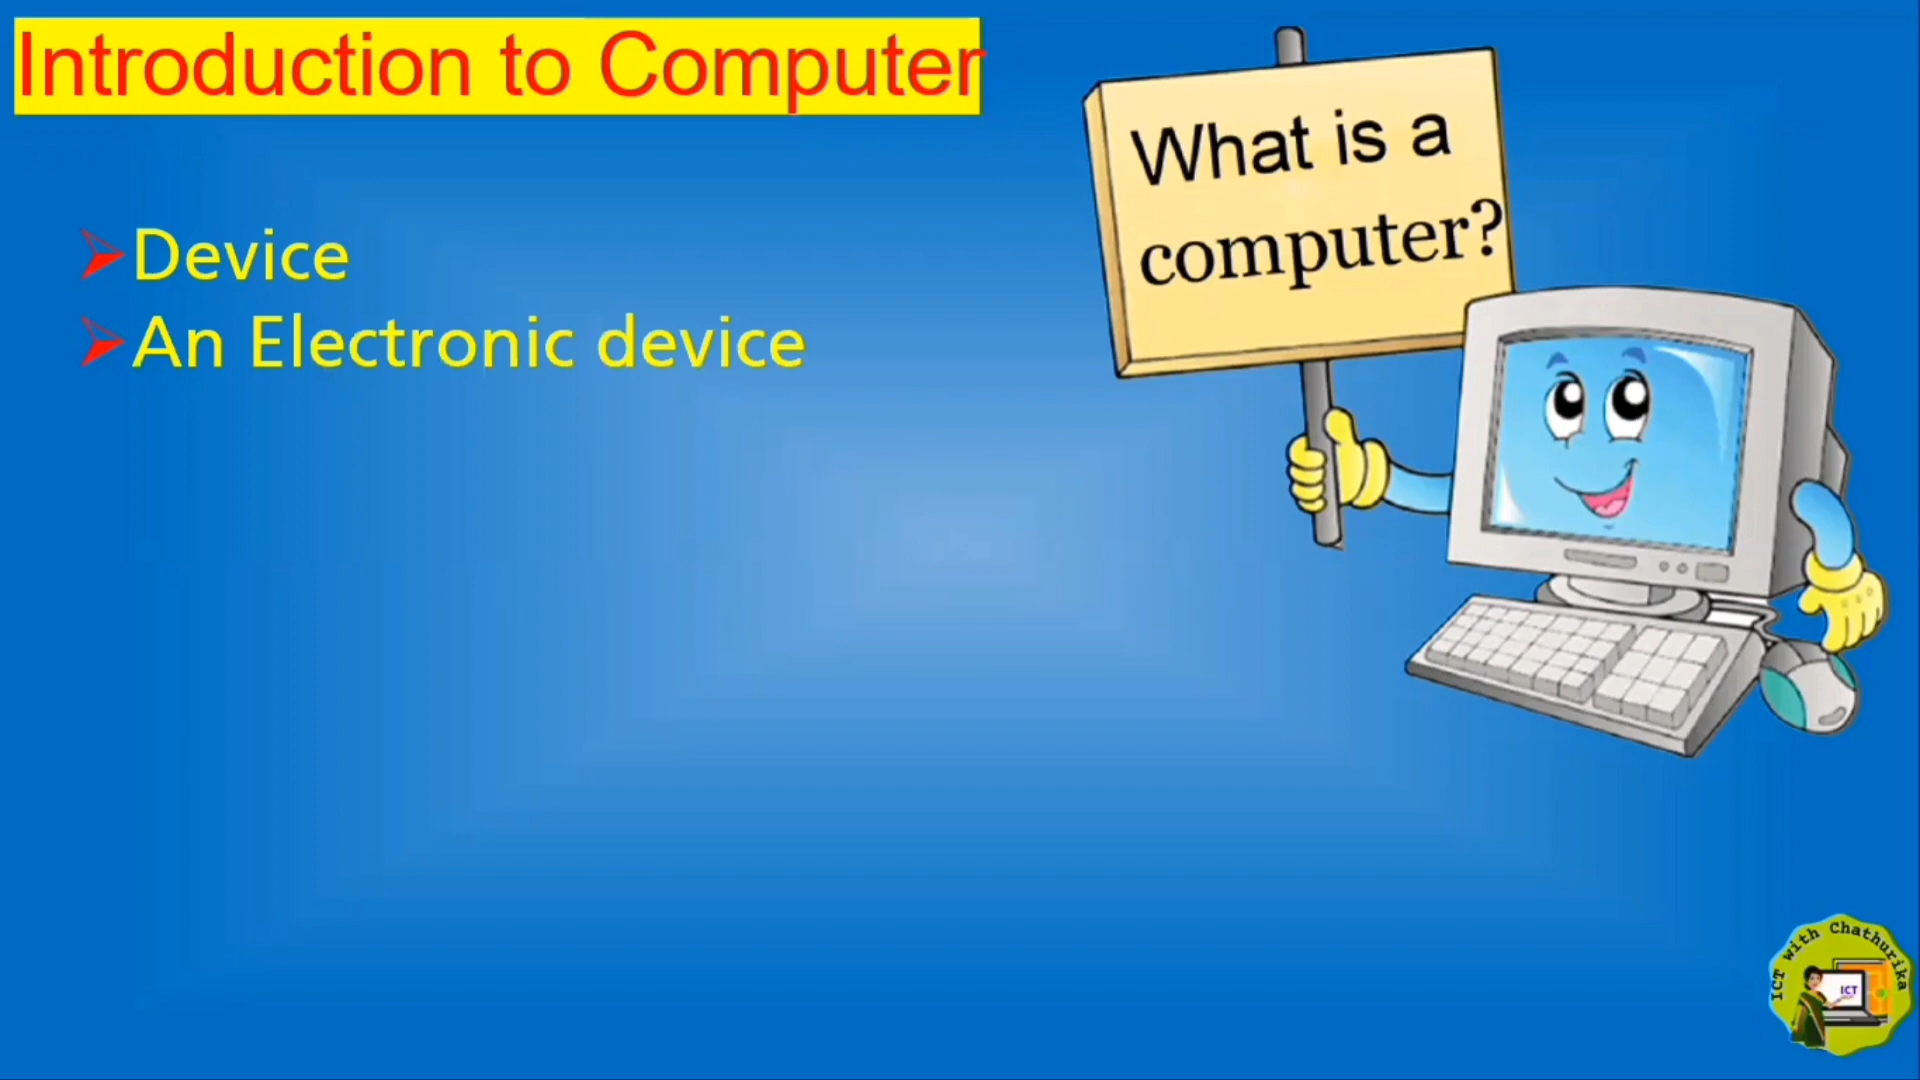 Introduction to Computer
What is a
computer?
Device
An Electronic device
ICT with Chathurika
ICT